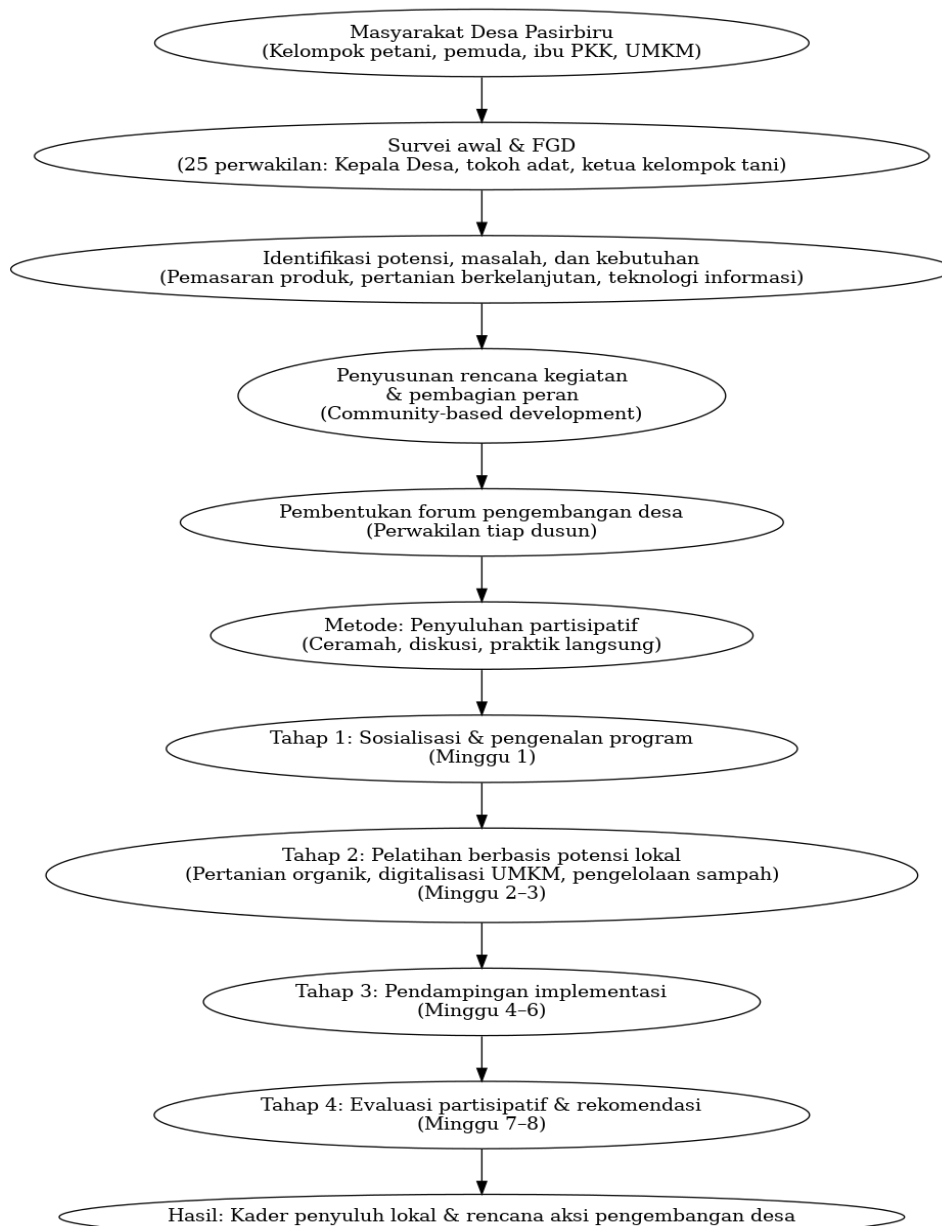 Masyarakat Desa Pasirbiru
(Kelompok petani, pemuda, ibu PKK, UMKM)
Survei awal & FGD
(25 perwakilan: Kepala Desa, tokoh adat, ketua kelompok tani)
Identifikasi potensi, masalah, dan kebutuhan
(Pemasaran produk, pertanian berkelanjutan, teknologi informasi)
Penyusunan rencana kegiatan
& pembagian peran
(Community-based development)
Pembentukan forum pengembangan desa
(Perwakilan tiap dusun)
Metode: Penyuluhan partisipatif
(Ceramah, diskusi, praktik langsung)
Tahap 1: Sosialisasi & pengenalan program
(Minggu 1)
Tahap 2: Pelatihan berbasis potensi lokal
(Pertanian organik, digitalisasi UMKM, pengelolaan sampah)
(Minggu 2–3)
Tahap 3: Pendampingan implementasi
(Minggu 4–6)
Tahap 4: Evaluasi partisipatif & rekomendasi
(Minggu 7–8)
Hasil: Kader penyuluh lokal & rencana aksi pengembangan desa